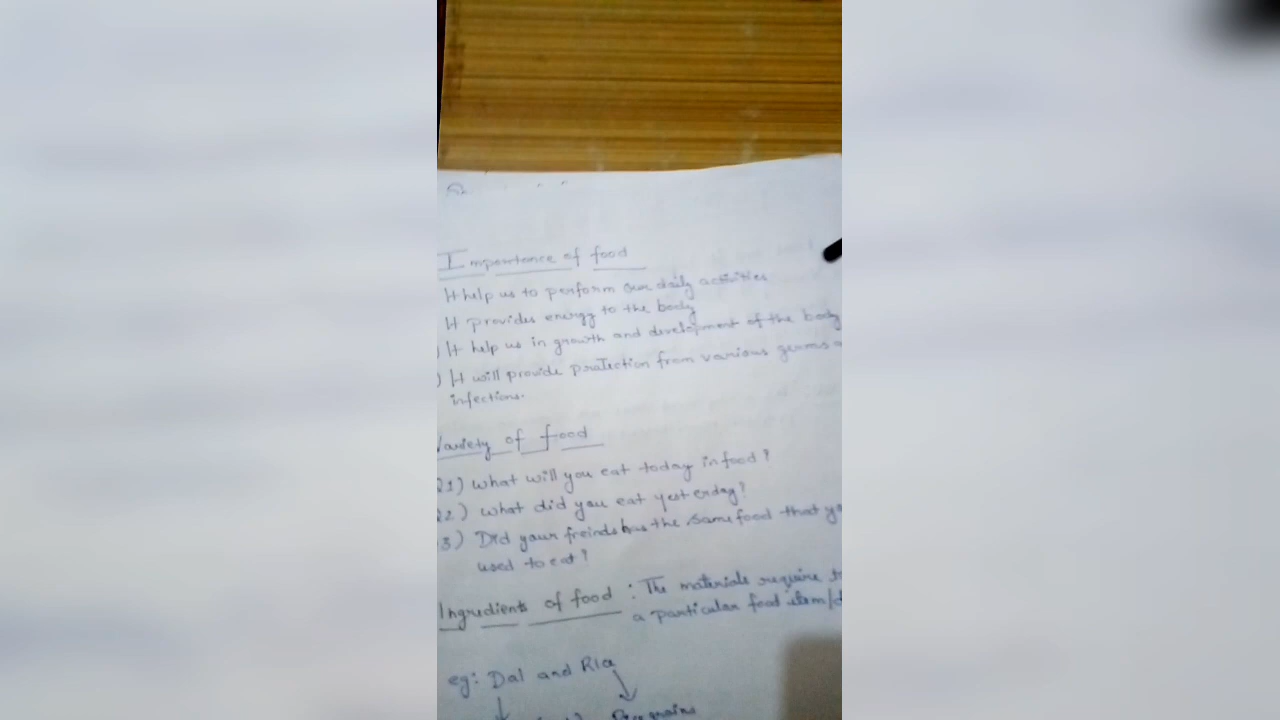 Importance of food
It help us to perform our daily activities
It provides energy to the body
) It help us in growth and development of the body
) It will provide protection from various germs
infections.
Variety of food
21) What will you eat today in food?
22) What did you eat yesterday?
3) Did your freinds has the same food that
used to eat?
Ingredients of food : The materials require
a particular food item/
eg: Dal and Ric